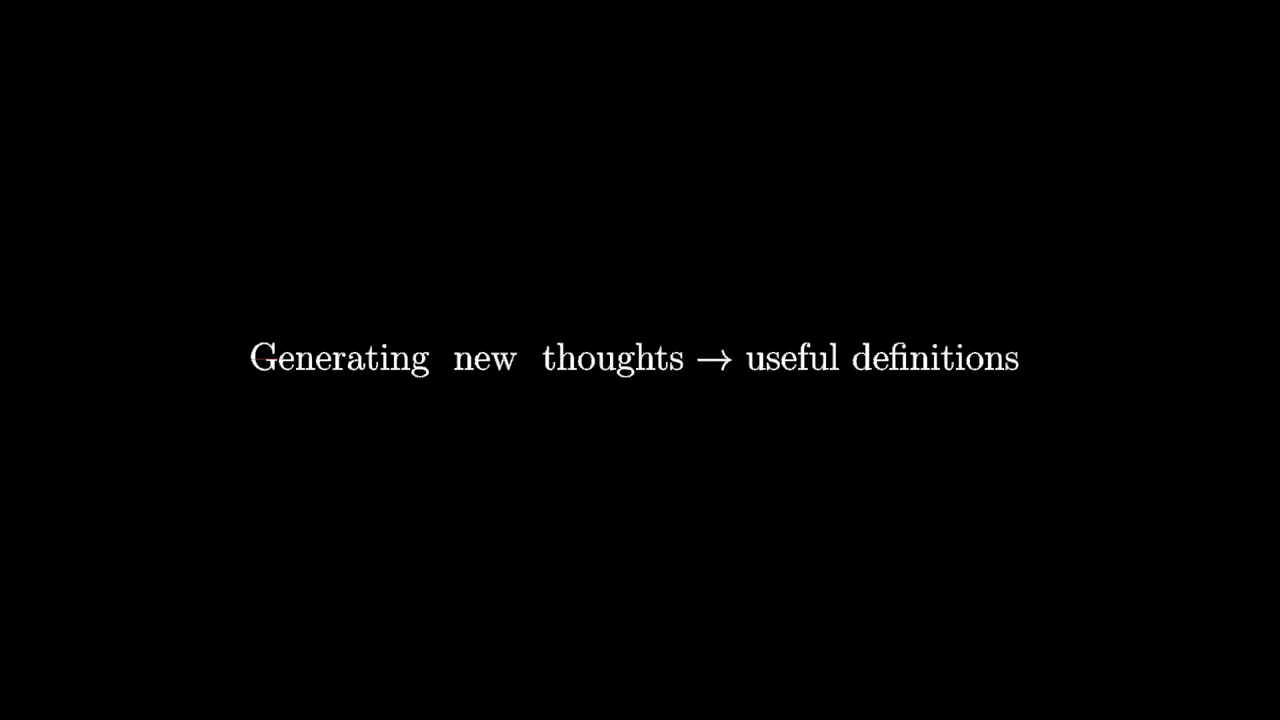 Generating new thoughts → useful definitions